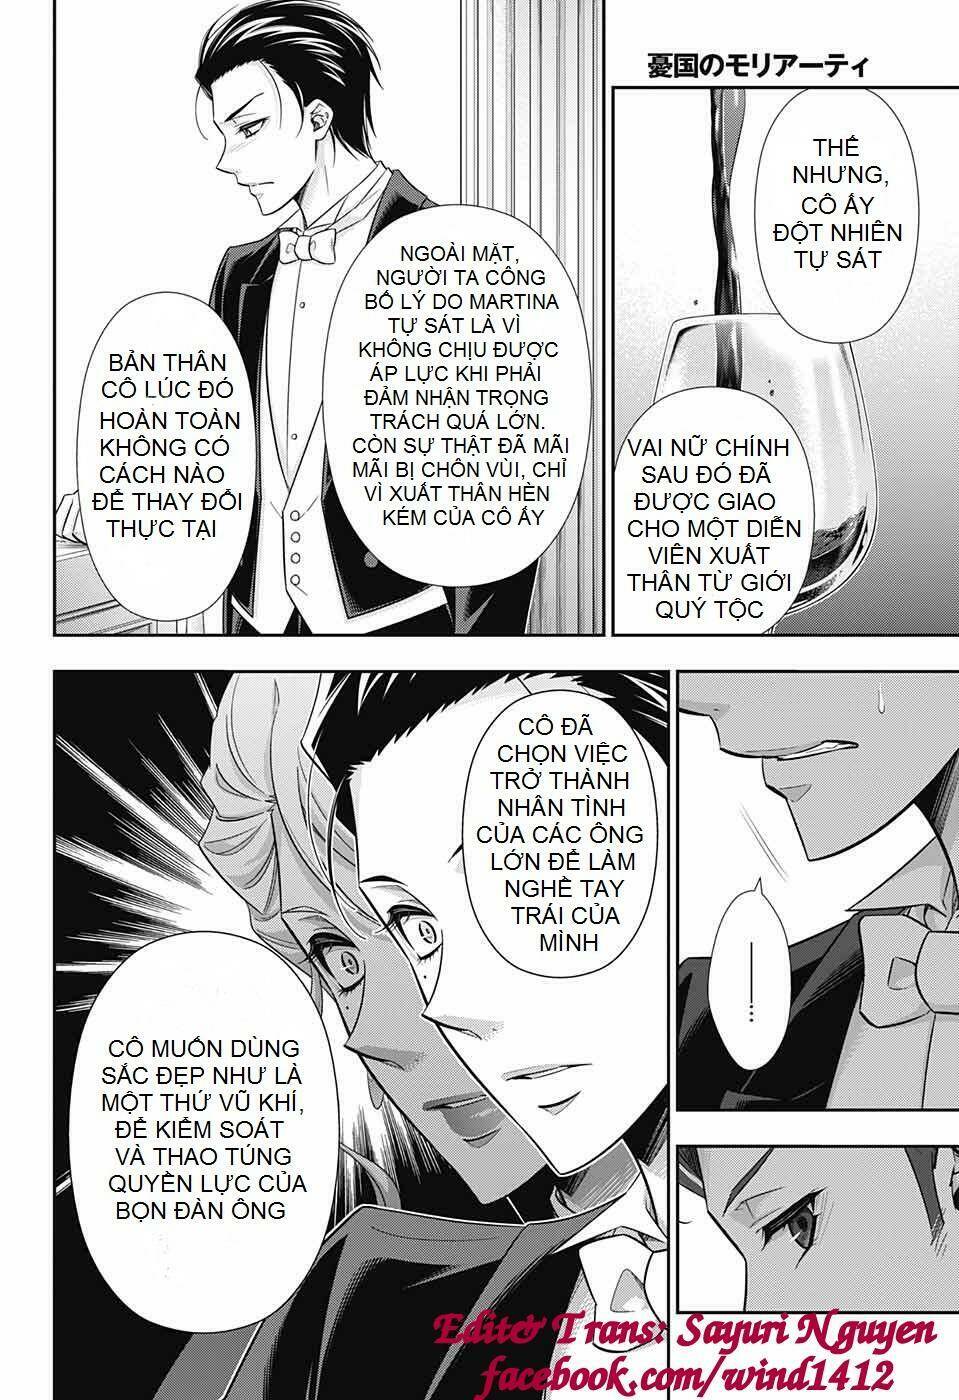 憂国のモリアーティ
THẾ
NHƯNG,
CÔ ẤY
ĐỘT NHIÊN
TỰ SÁT
VAI NỮ CHÍNH
SAU ĐÓ ĐÃ
ĐƯỢC GIAO
CHO MỘT DIỄN
VIÊN XUẤT
THÂN TỪ GIỚI
QUÝ TỘC
NGOÀI MẶT,
NGƯỜI TA CÔNG
BỐ LÝ DO MARTINA
TỰ SÁT LÀ VÌ
KHÔNG CHỊU ĐƯỢC
ÁP LỰC KHI PHẢI
ĐẢM NHẬN TRỌNG
TRÁCH QUÁ LỚN.
CÒN SỰ THẬT ĐÃ MÃI
MÃI BỊ CHÔN VÙI, CHỈ
VÌ XUẤT THÂN HÈN
KÉM CỦA CÔ ẤY
BẢN THÂN
CÔ LÚC ĐÓ
HOÀN TOÀN
KHÔNG CÓ
CÁCH NÀO
ĐỂ THAY ĐỔI
THỰC TẠI
CÔ ĐÃ
CHỌN VIỆC
TRỞ THÀNH
NHÂN TÌNH
CỦA CÁC ÔNG
LỚN ĐỂ LÀM
NGHỀ TAY
TRÁI CỦA
MÌNH
CÔ MUỐN DÙNG
SẮC ĐẸP NHƯ LÀ
MỘT THỨ VŨ KHÍ,
ĐỂ KIỂM SOÁT
VÀ THAO TÚNG
QUYỀN LỰC CỦA
BỌN ĐÀN ÔNG
Edit& Trans: Sayuri Nguyen
facebook.com/wind1412